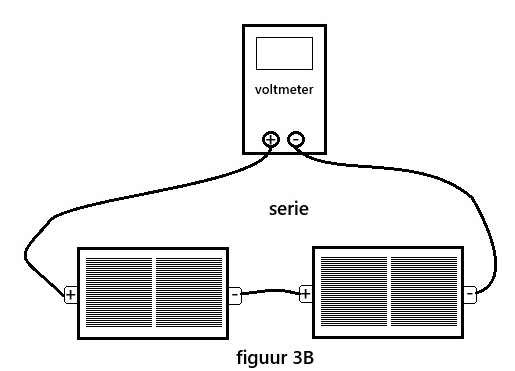 voltmeter
+ -
serie
+ - + -
figuur 3B